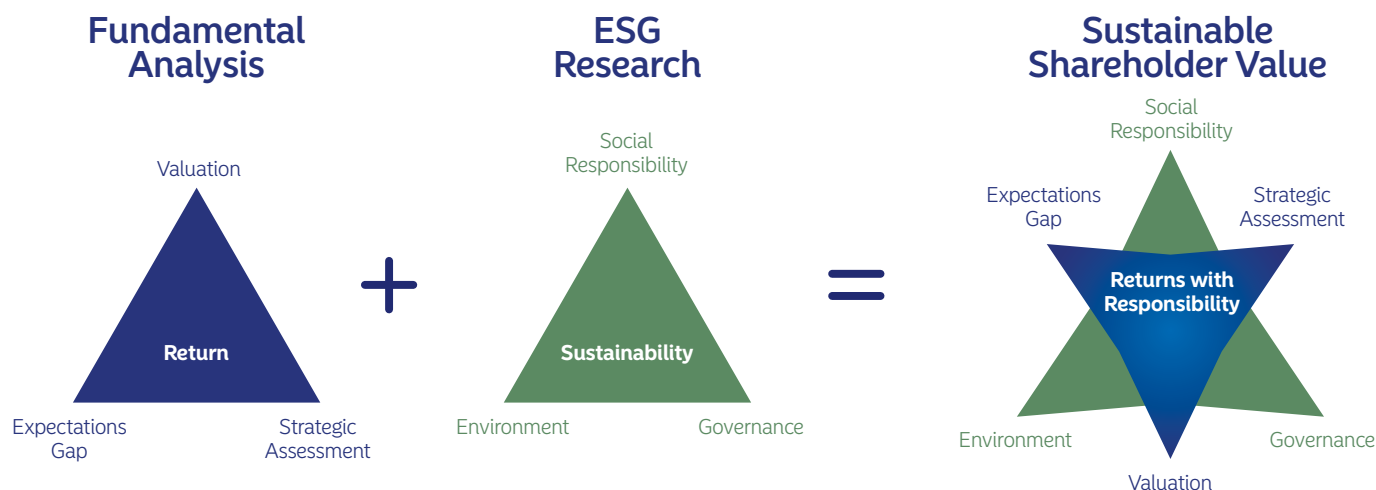 Fundamental
Analysis
Valuation
Return
Expectations
Gap
Strategic
Assessment
+
ESG
Research
Social
Responsibility
Sustainability
Environment
Governance
=
Sustainable
Shareholder Value
Social
Responsibility
Expectations
Gap
Strategic
Assessment
Returns with
Responsibility
Environment
Governance
Valuation